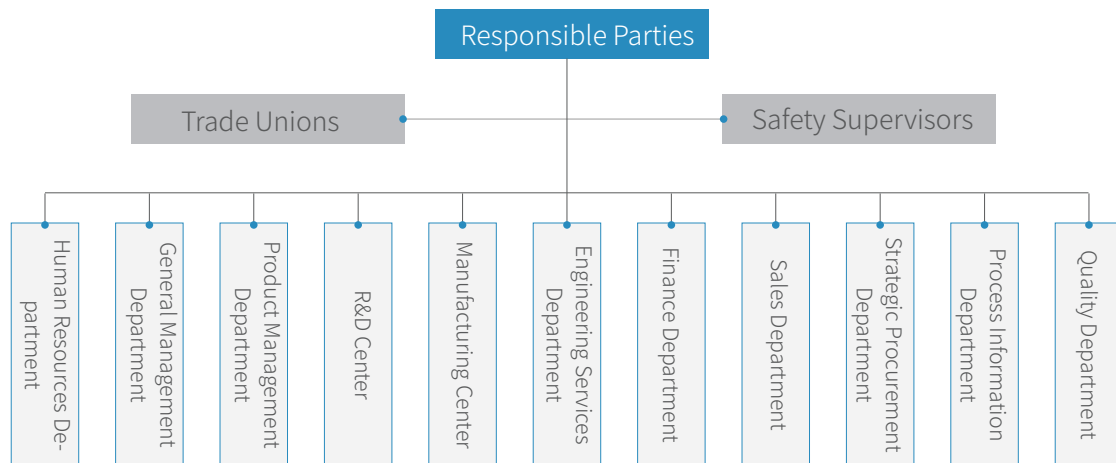 Responsible Parties
Trade Unions
Safety Supervisors
Human Resources De-
partment
General Management
Department
Product Management
Department
R&D Center
Manufacturing Center
Engineering Services
Department
Finance Department
Sales Department
Strategic Procurement
Department
Process Information
Department
Quality Department